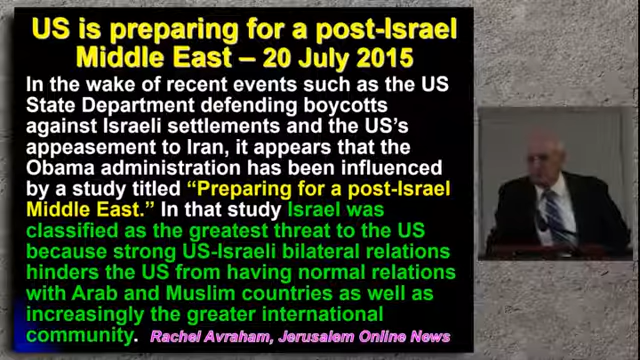 US is preparing for a post-Israel
Middle East – 20 July 2015
In the wake of recent events such as the US
State Department defending boycotts
against Israeli settlements and the US's
appeasement to Iran, it appears that the
Obama administration has been influenced
by a study titled “Preparing for a post-Israel
Middle East.” In that study Israel was
classified as the greatest threat to the US
because strong US-Israeli bilateral relations
hinders the US from having normal relations
with Arab and Muslim countries as well as
increasingly the greater international
community. Rachel Avraham, Jerusalem Online News